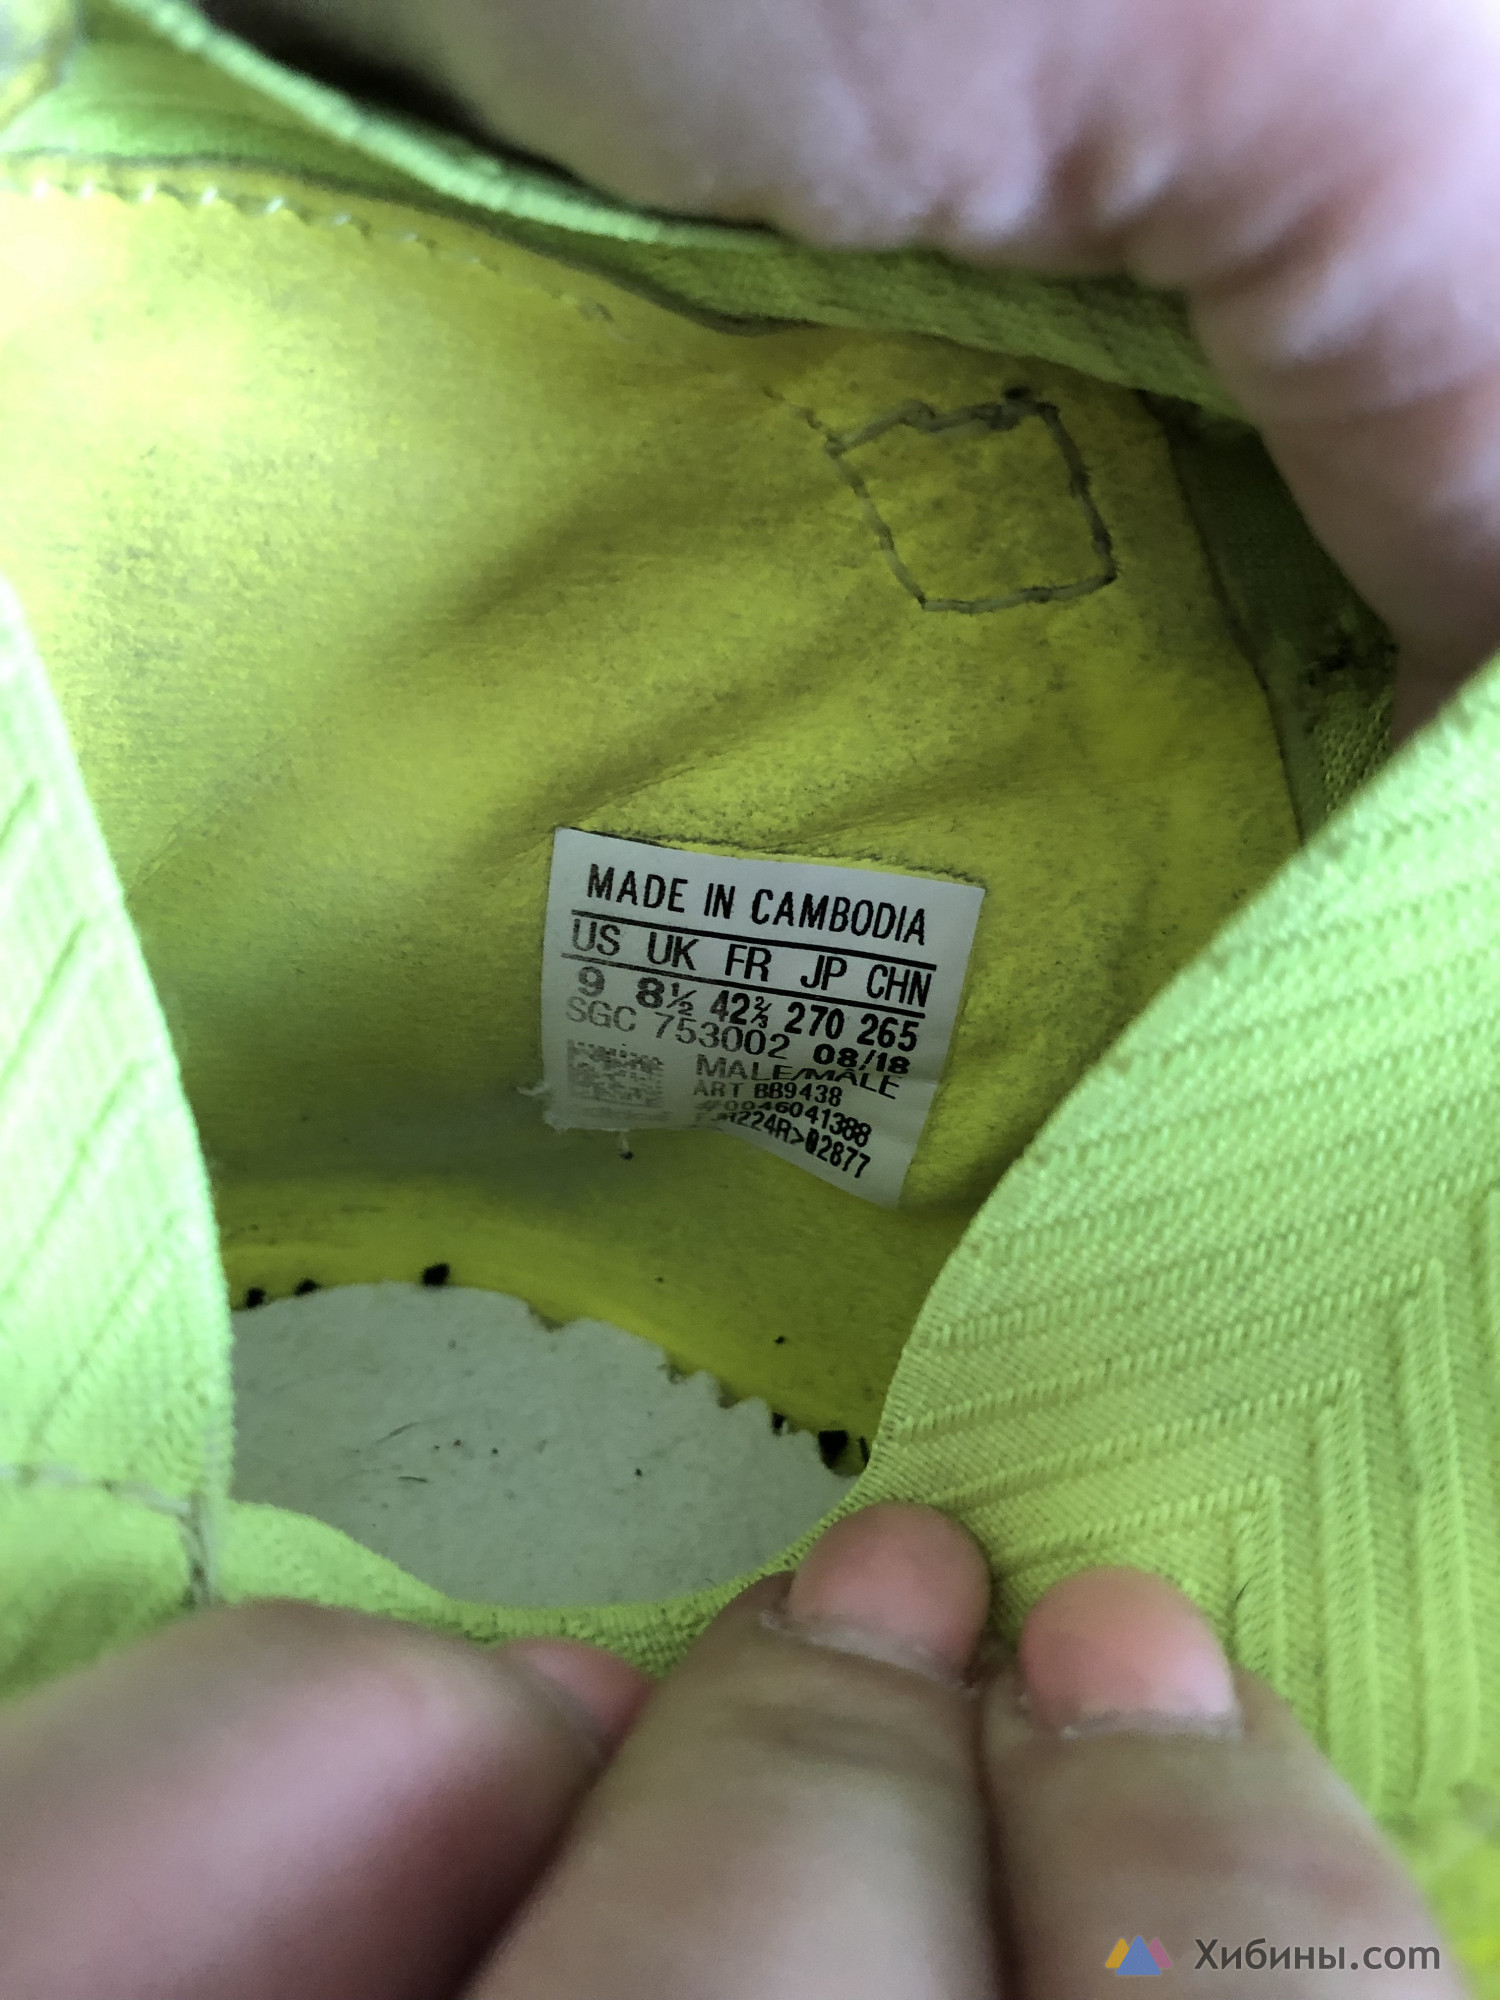 MADE IN CAMBODIA
US UK FR JP CHN
9 8½ 42⅔ 270 265
SGC 753002 08/18
MALE/MÂLE
ART BB9438
41388
Хибины.com